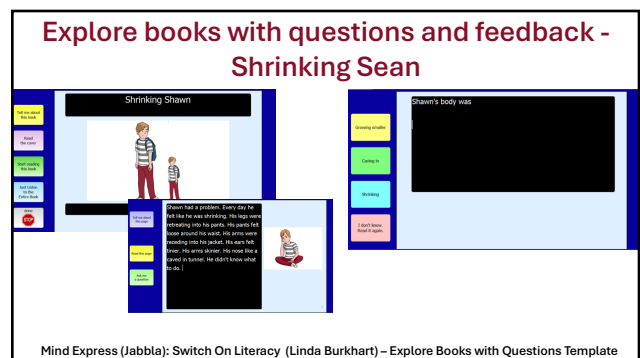 Explore books with questions and feedback -
Shrinking Sean
Shrinking Shawn
Tell me about
this book
Read
the cover
Start reading
this book
Just Listen
to the
Entire Book
STOP
Shawn had a problem. Every day he
felt like he was shrinking. His legs were
retreating into his pants. His pants felt
loose around his waist. His arms were
receding into his jacket. His ears felt
tinier. His arms skinier. His nose like a
caved in tunnel. He didn't know what
to do.
Tell me about
this page
Read this page
Ask me
a question
Shawn's body was
Growing smaller
Caving in
Shrinking
I don't know.
Read it again.
Mind Express (Jabbla): Switch On Literacy (Linda Burkhart) – Explore Books with Questions Template